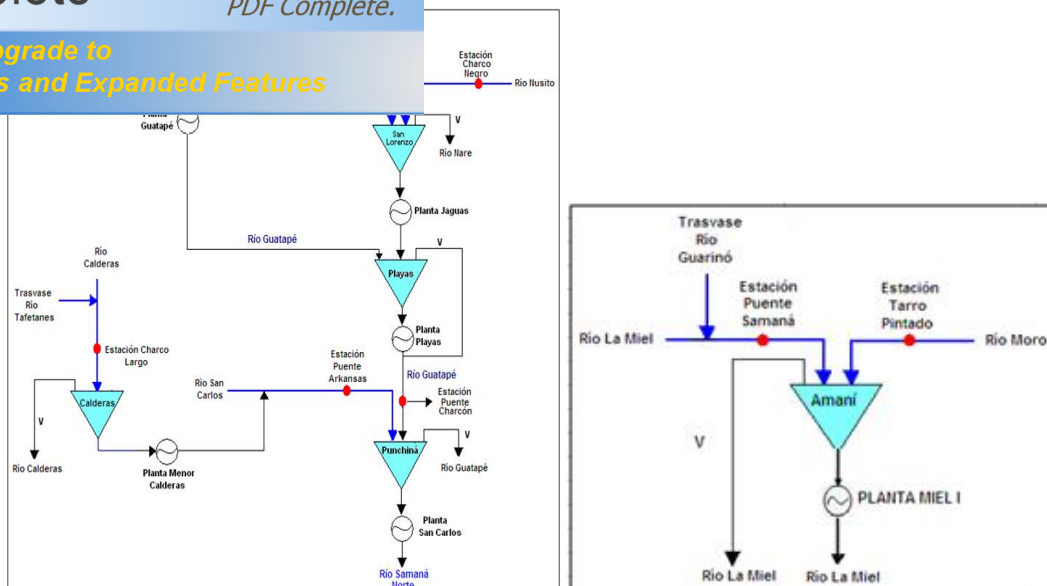 PDF Complete.
s and Expanded Features
Estación
Charco
Negro
Río Nusito
Guatapé
San
Lorenzo
V
Río Nare
Planta Jaguas
Río Guatapé
V
Playas
Planta
Playas
Río
Calderas
Trasvase
Río
Tafetanes
Estación Charco
Largo
Calderas
V
Río Calderas
Planta Menor
Calderas
Río San
Carlos
Estación
Puente
Arkansas
Río Guatapé
Estación
Puente
Charcón
Punchiná
V
Río Guatapé
Planta
San Carlos
Río Samaná
Norte
Trasvase
Río
Guarinó
Estación
Puente
Samaná
Estación
Tarro
Pintado
Río La Miel
Río Moro
Amaní
V
PLANTA MIEL I
Río La Miel
Río La Miel